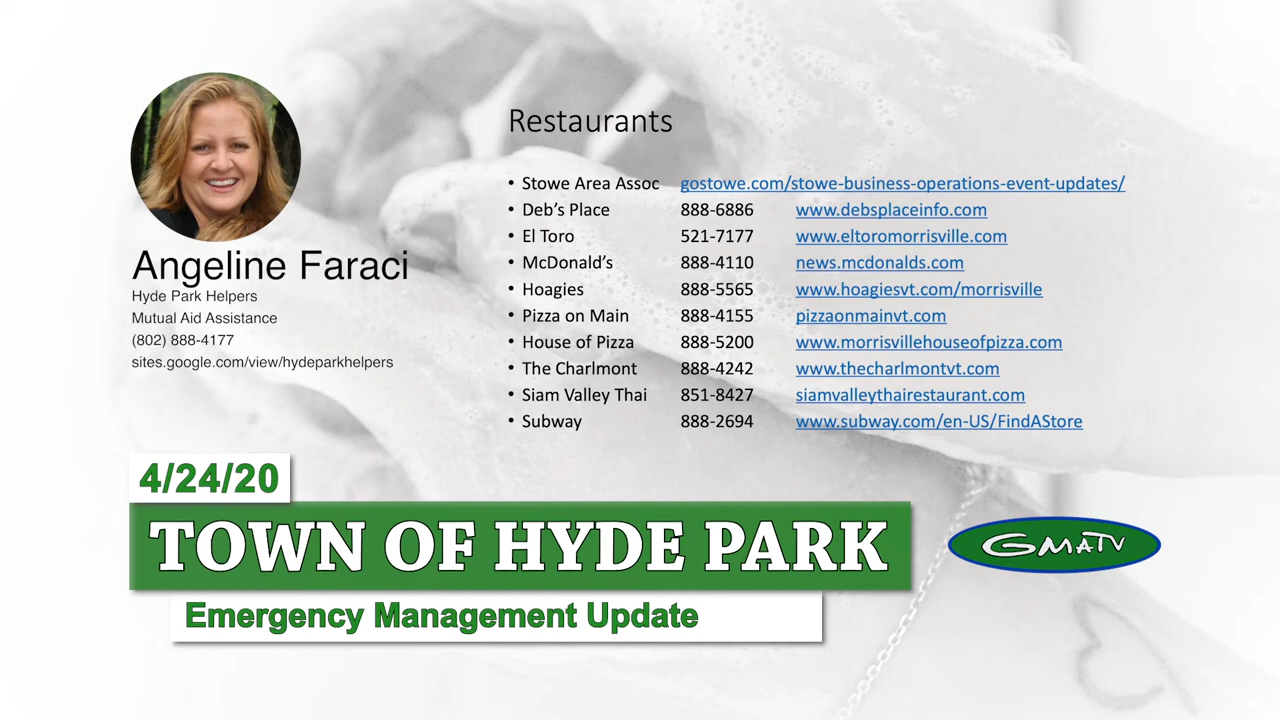 Angeline Faraci
Hyde Park Helpers
Mutual Aid Assistance
(802) 888-4177
sites.google.com/view/hydeparkhelpers
Restaurants
• Stowe Area Assoc gostowe.com/stowe-business-operations-event-updates/
• Deb’s Place 888-6886 www.debsplaceinfo.com
• El Toro 521-7177 www.eltoromorrisville.com
• McDonald’s 888-4110 news.mcdonalds.com
• Hoagies 888-5565 www.hoagiesvt.com/morrisville
• Pizza on Main 888-4155 pizzaonmainvt.com
• House of Pizza 888-5200 www.morrisvillehouseofpizza.com
• The Charlmont 888-4242 www.thecharlmontvt.com
• Siam Valley Thai 851-8427 siamvalleythairestaurant.com
• Subway 888-2694 www.subway.com/en-US/FindAStore
4/24/20
TOWN OF HYDE PARK
GMATV
Emergency Management Update